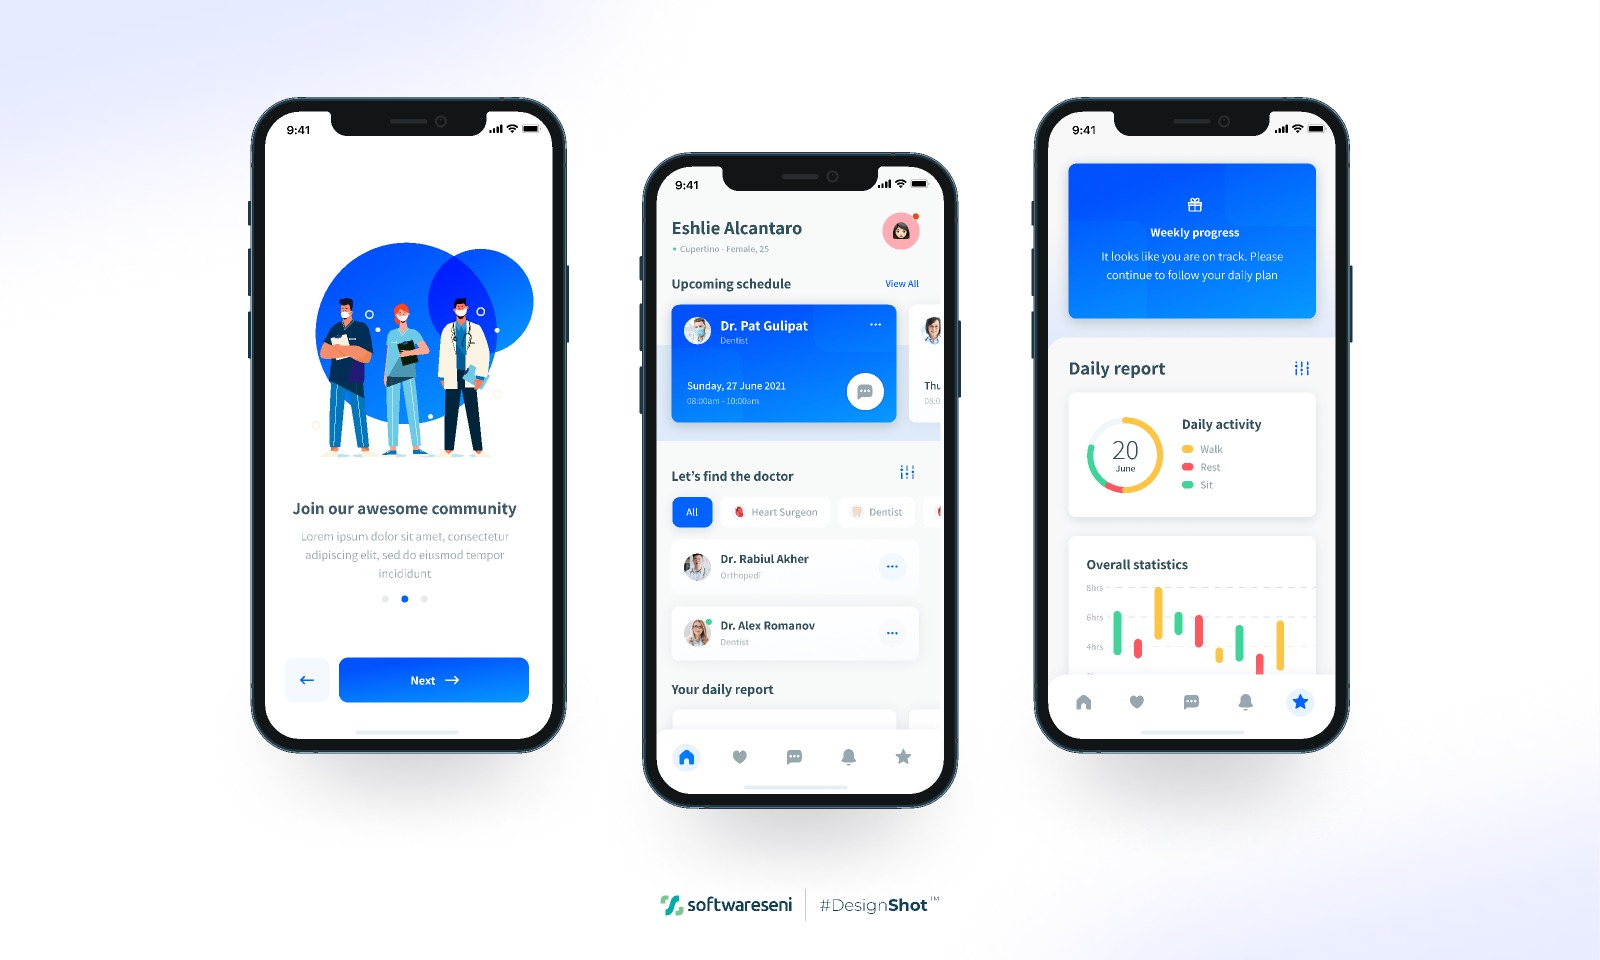 9:41
Join our awesome community
Lorem ipsum dolor sit amet, consectetur
adipiscing elit, sed do eiusmod tempor
incididunt
Next
9:41
Eshlie Alcantaro
Cupertino - Female, 25
Upcoming schedule
View All
Dr. Pat Gulipat
Dentist
Sunday, 27 June 2021
08:00am - 10:00am
Thu
08:0
Let's find the doctor
All
Heart Surgeon
Dentist
Dr. Rabiul Akher
Orthopedi
Dr. Alex Romanov
Dentist
Your daily report
9:41
Weekly progress
It looks like you are on track. Please
continue to follow your daily plan
Daily report
20
June
Daily activity
Walk
Rest
Sit
Overall statistics
8hrs
6hrs
4hrs
softwareseni
#DesignShot™